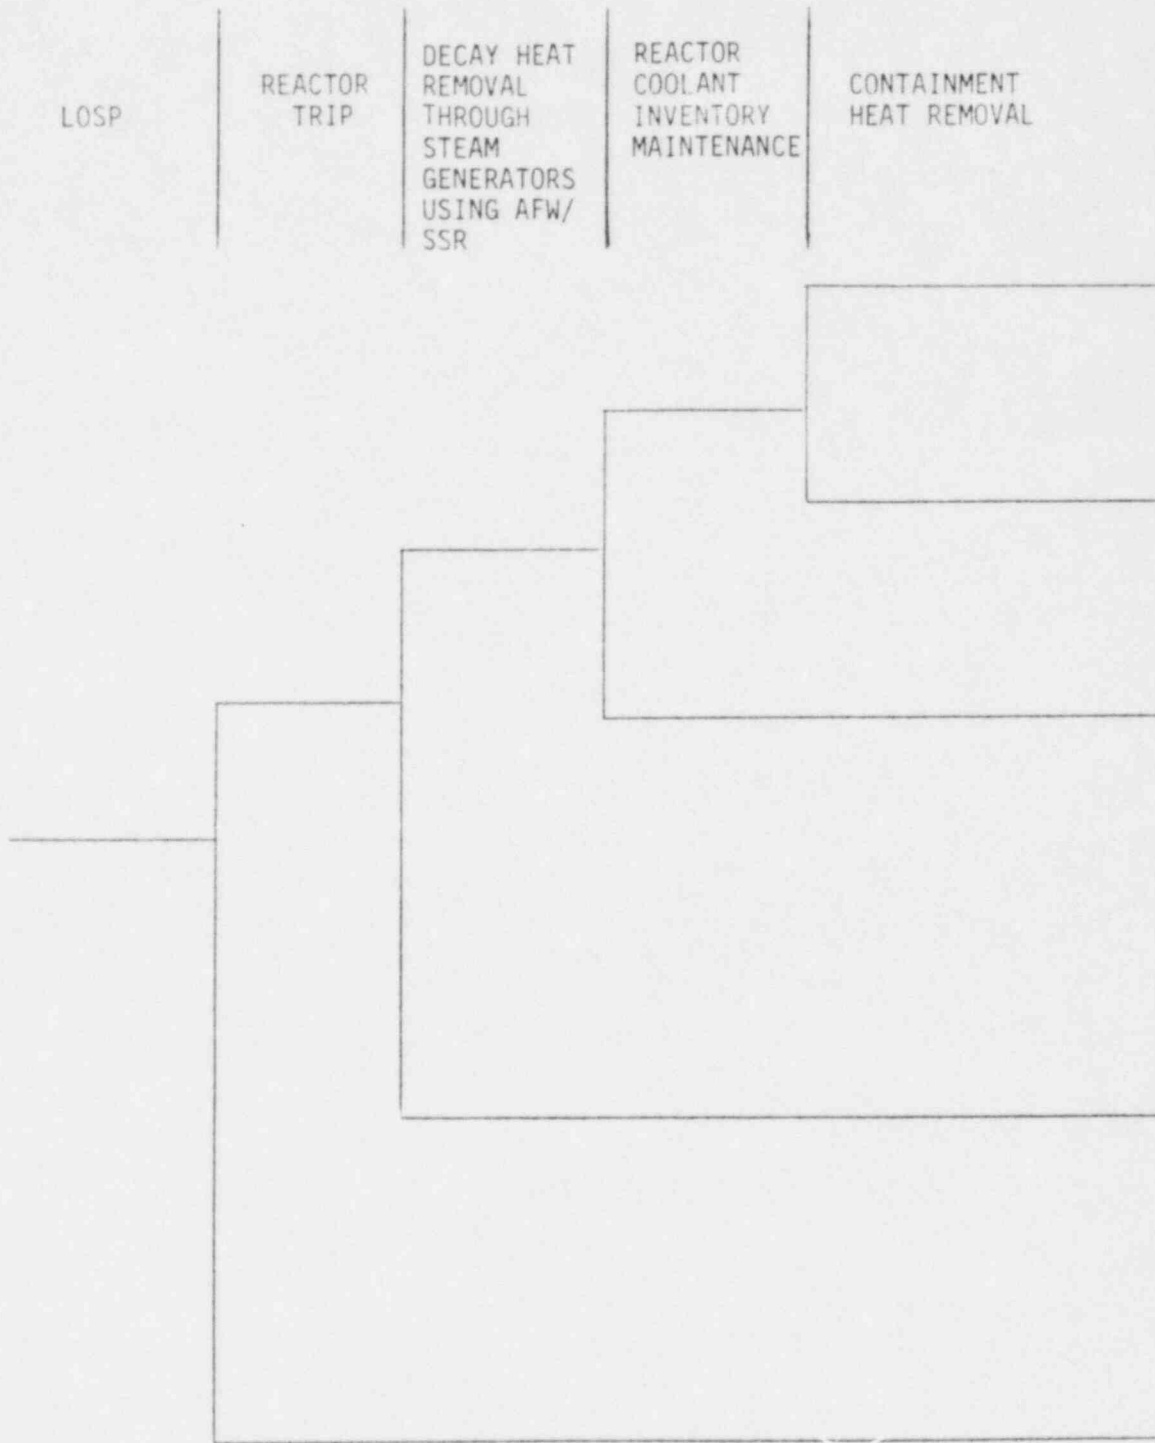 LOSP
REACTOR
TRIP
DECAY HEAT
REMOVAL
THROUGH
STEAM
GENERATORS
USING AFW/
SSR
REACTOR
COOLANT
INVENTORY
MAINTENANCE
CONTAINMENT
HEAT REMOVAL